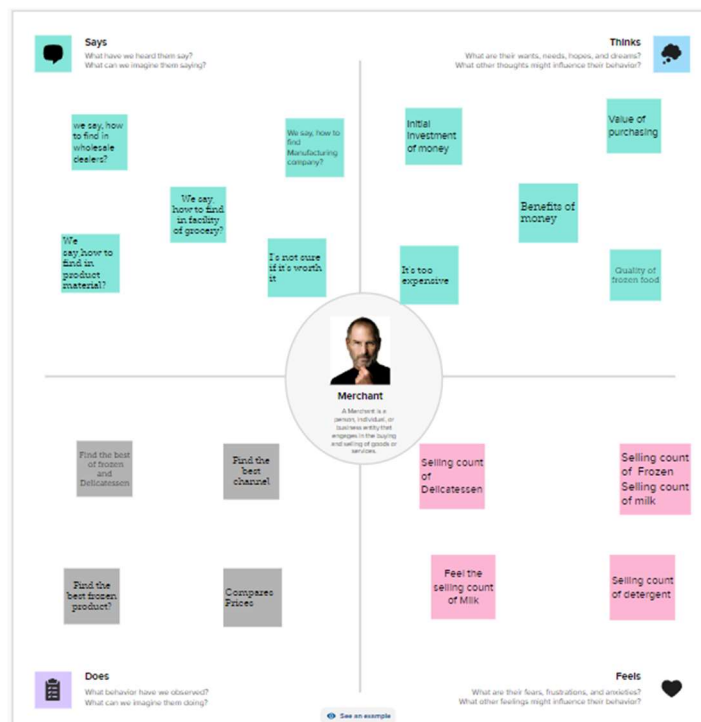 Says
What have we heard them say?
What can we imagine them saying?
Thinks
What are their wants, needs, hopes, and dreams?
What other thoughts might influence their behavior?
we say, how
to find in
wholesale
dealers?
We say, how to
find
Manufacturing
company?
We say,
how to find
in facility
of grocery?
We
say,how to
find in
product
material?
I's not sure
if it's worth
it
Initial
Investment
of money
Value of
purchasing
Benefits of
money
It's too
expensive
Quality of
frozen food
Merchant
A Merchant is a
person, individual, or
business entity that
engages in the buying
and selling of goods or
services.
Find the best
of frozen
and
Delicatessen
Find the
best
channel
Find the
best frozen
product?
Compares
Prices
Selling count
of
Delicatessen
Selling count
of Frozen
Selling count
of milk
Feel the
selling count
of Milk
Selling count
of detergent
Does
What behavior have we observed?
What can we imagine them doing?
Feels
What are their fears, frustrations, and anxieties?
What other feelings might influence their behavior?
See an example